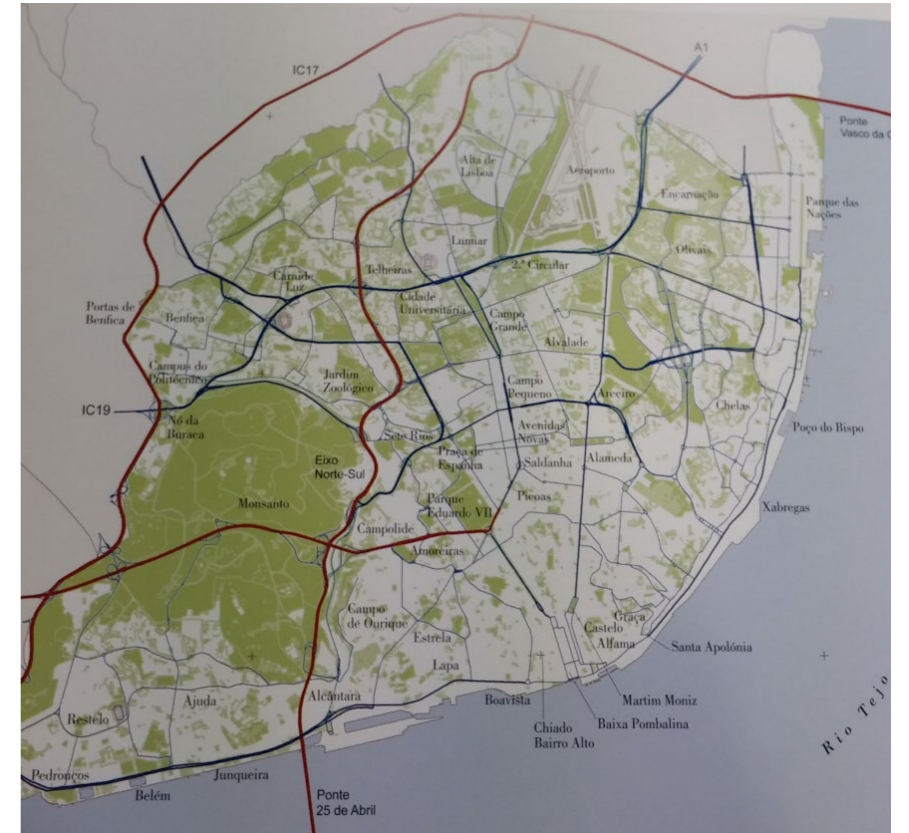 A1
IC17
Ponte
Vasco da
Alta de
Lisboa
Aeroporto
Encarnação
Parque das
Nações
Lumiar
Olivais
2.ª Circular
Telheiras
Carnide
Luz
Cidade
Universitária
Portas de
Benfica
Benfica
Campo
Grande
Alvalade
Campus do
Politécnico
Jardim
Zoológico
Campo
Pequeno
Areeiro
Chelas
IC19
Nó da
Buraca
Sete Rios
Avenidas
Novas
Poço do Bispo
Eixo
Norte-Sul
Praça de
Espanha
Saldanha
Alameda
Monsanto
Parque
Eduardo VII
Picoas
Xabregas
Campolide
Amoreiras
Campo
de Ourique
Graça
Castelo
Alfama
Estrela
Santa Apolónia
Lapa
Ajuda
Alcântara
Boavista
Martim Moniz
Restelo
Baixa Pombalina
Chiado
Bairro Alto
Rio Tejo
Pedrouços
Junqueira
Belém
Ponte
25 de Abril